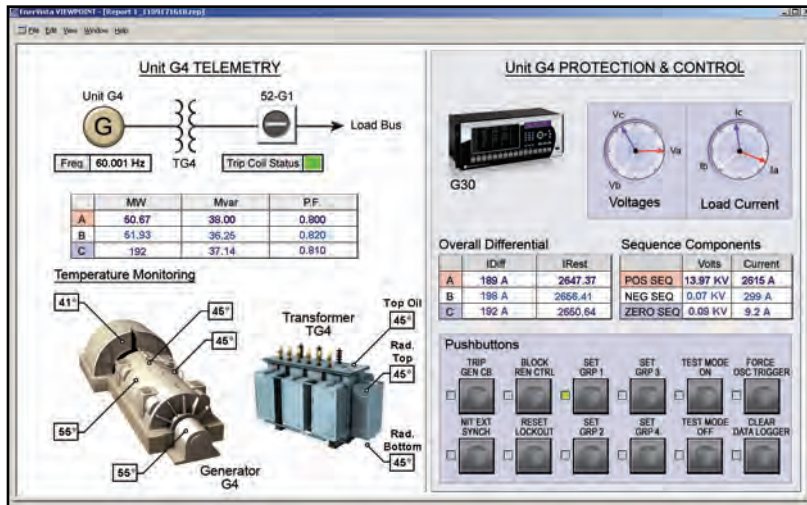 EnerVista VIEWPOINT - [Report 1_1109171618.rep]
File Edit View Window Help
Unit G4 TELEMETRY
Unit G4
52-G1
G
Load Bus
Freq 60.001 Hz
TG4
Trip Coil Status
MW Mvar P.F.
A 50.67 38.00 0.800
B 51.93 36.25 0.820
C 192 37.14 0.810
Temperature Monitoring
41°
45°
45°
55°
55°
Generator
G4
Transformer
TG4
Top Oil
45°
Rad.
Top
45°
Rad.
Bottom
45°
Unit G4 PROTECTION & CONTROL
G30
Vc
Va
Vb
Voltages
Ic
Ib
Ia
Load Current
Overall Differential
IDiff IRest
A 189 A 2647.37
B 198 A 2656.41
C 192 A 2650.64
Sequence Components
Volts Current
POS SEQ 13.97 KV 2615 A
NEG SEQ 0.07 KV 299 A
ZERO SEQ 0.09 KV 9.2 A
Pushbuttons
TRIP
GEN CB
BLOCK
REN CTRL
SET
GRP 1
SET
GRP 3
TEST MODE
ON
FORCE
OSC TRIGGER
NIT EXT
SYNCH
RESET
LOCKOUT
SET
GRP 2
SET
GRP 4
TEST MODE
OFF
CLEAR
DATA LOGGER